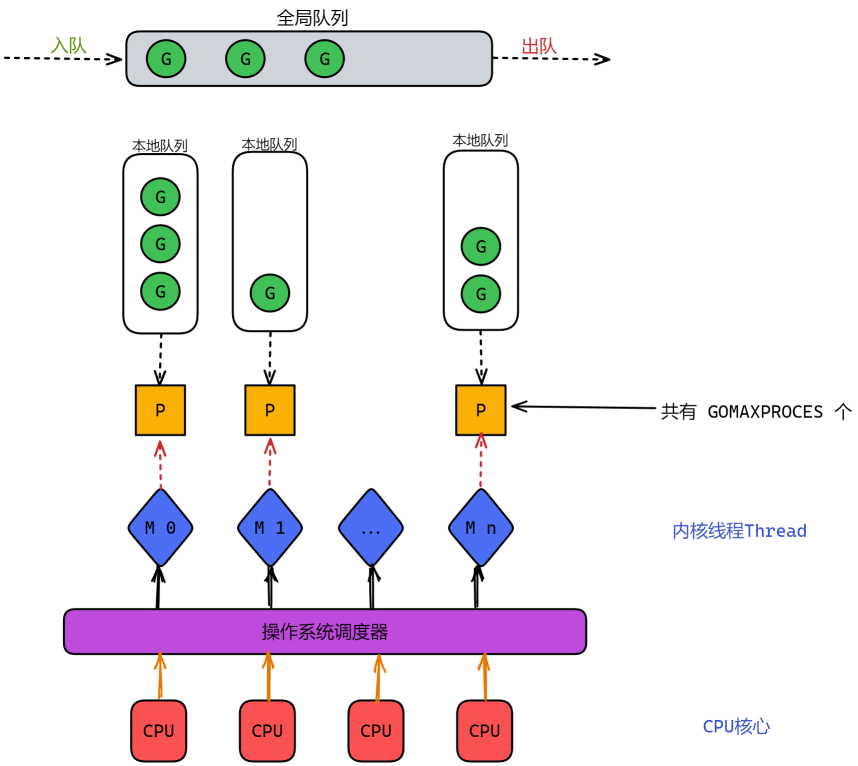 全局队列
入队
G G G
出队
本地队列 本地队列 本地队列
G
G
G
G
G
G
P P P
共有 GOMAXPROCES 个
M 0 M 1 ... M n
内核线程Thread
操作系统调度器
CPU CPU CPU CPU
CPU核心